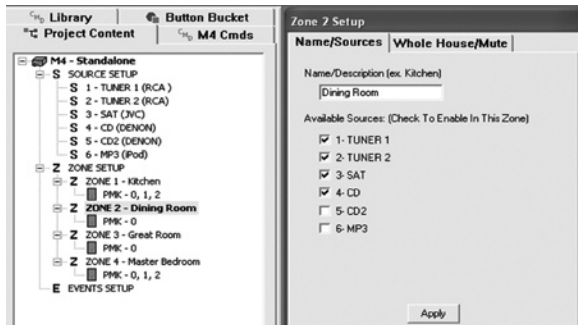 Library
Button Bucket
Project Content
M4 Cmds
M4 - Standalone
S SOURCE SETUP
S 1 - TUNER 1 (RCA )
S 2 - TUNER 2 (RCA)
S 3 - SAT (JVC)
S 4 - CD (DENON)
S 5 - CD2 (DENON)
S 6 - MP3 (iPod)
Z ZONE SETUP
Z ZONE 1 - Kitchen
PMK - 0, 1, 2
Z ZONE 2 - Dining Room
PMK - 0
Z ZONE 3 - Great Room
PMK - 0
Z ZONE 4 - Master Bedroom
PMK - 0, 1, 2
E EVENTS SETUP
Zone 2 Setup
Name/Sources
Whole House/Mute
Name/Description (ex. Kitchen)
Dining Room
Available Sources: (Check To Enable In This Zone)
1- TUNER 1
2- TUNER 2
3- SAT
4- CD
5- CD2
6- MP3
Apply